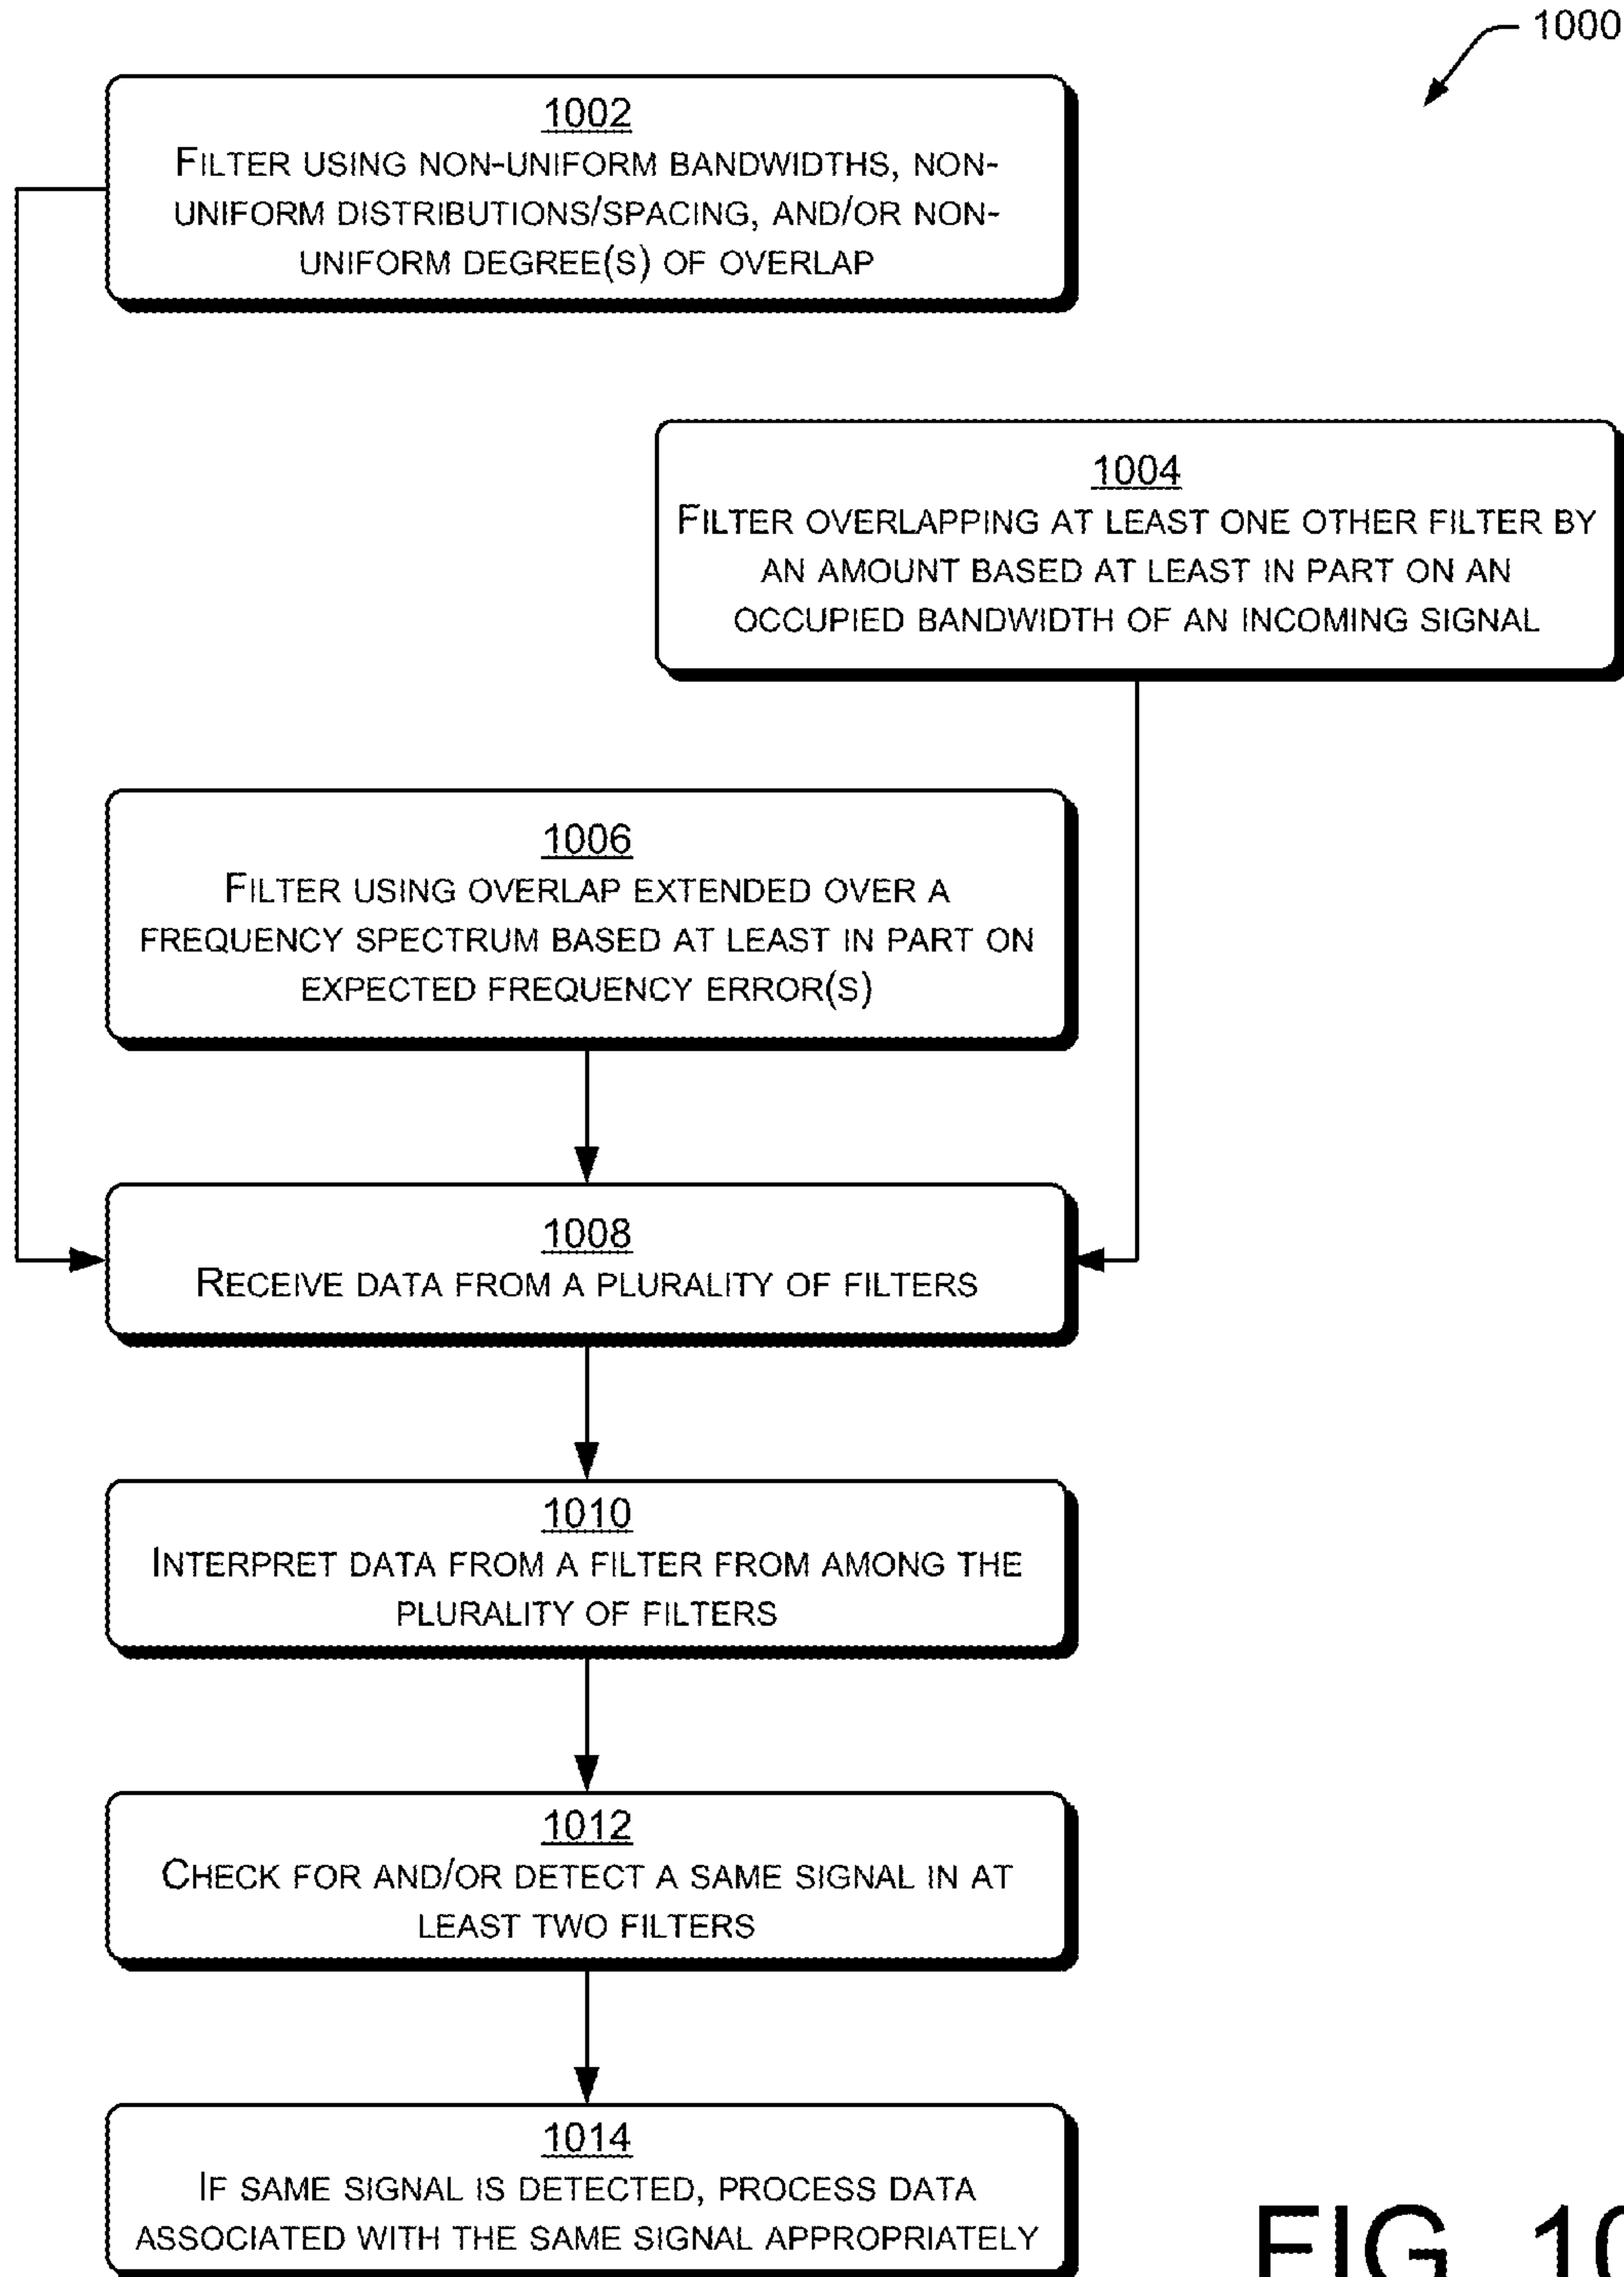 1000
1002
FILTER USING NON-UNIFORM BANDWIDTHS, NON-
UNIFORM DISTRIBUTIONS/SPACING, AND/OR NON-
UNIFORM DEGREE(S) OF OVERLAP
1004
FILTER OVERLAPPING AT LEAST ONE OTHER FILTER BY
AN AMOUNT BASED AT LEAST IN PART ON AN
OCCUPIED BANDWIDTH OF AN INCOMING SIGNAL
1006
FILTER USING OVERLAP EXTENDED OVER A
FREQUENCY SPECTRUM BASED AT LEAST IN PART ON
EXPECTED FREQUENCY ERROR(S)
1008
RECEIVE DATA FROM A PLURALITY OF FILTERS
1010
INTERPRET DATA FROM A FILTER FROM AMONG THE
PLURALITY OF FILTERS
1012
CHECK FOR AND/OR DETECT A SAME SIGNAL IN AT
LEAST TWO FILTERS
1014
IF SAME SIGNAL IS DETECTED, PROCESS DATA
ASSOCIATED WITH THE SAME SIGNAL APPROPRIATELY
FIG. 10